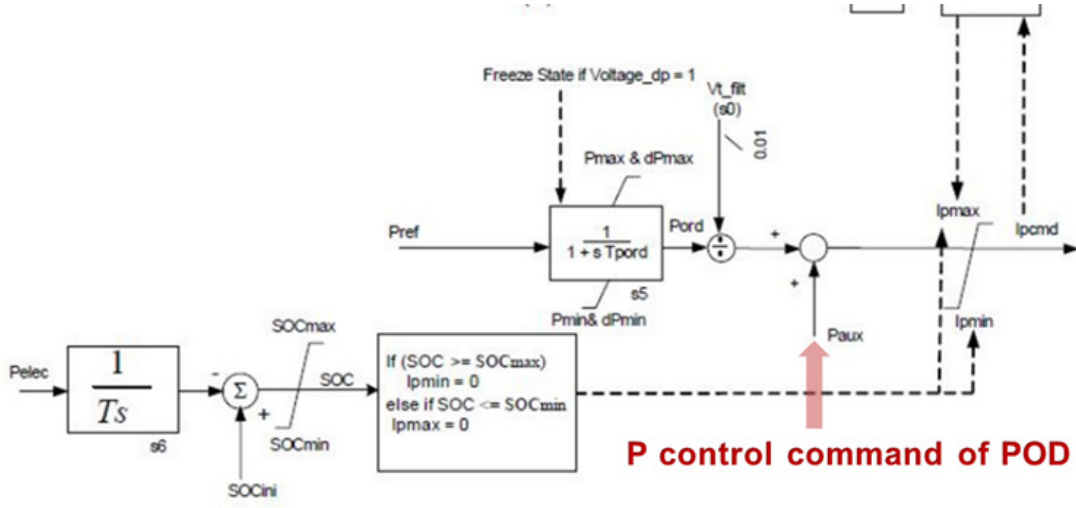 Freeze State if Voltage_dp = 1
Vt_filt
(s0)
0.01
Pmax & dPmax
Pref
1
1 + s Tpord
s5
Pord
Pmin& dPmin
+
+
Paux
Ipmax
Ipcmd
Ipmin
Pelec
1
Ts
s6
-
Σ
+
SOCini
SOCmax
SOC
SOCmin
If (SOC >= SOCmax)
Ipmin = 0
else if SOC <= SOCmin
Ipmax = 0
P control command of POD